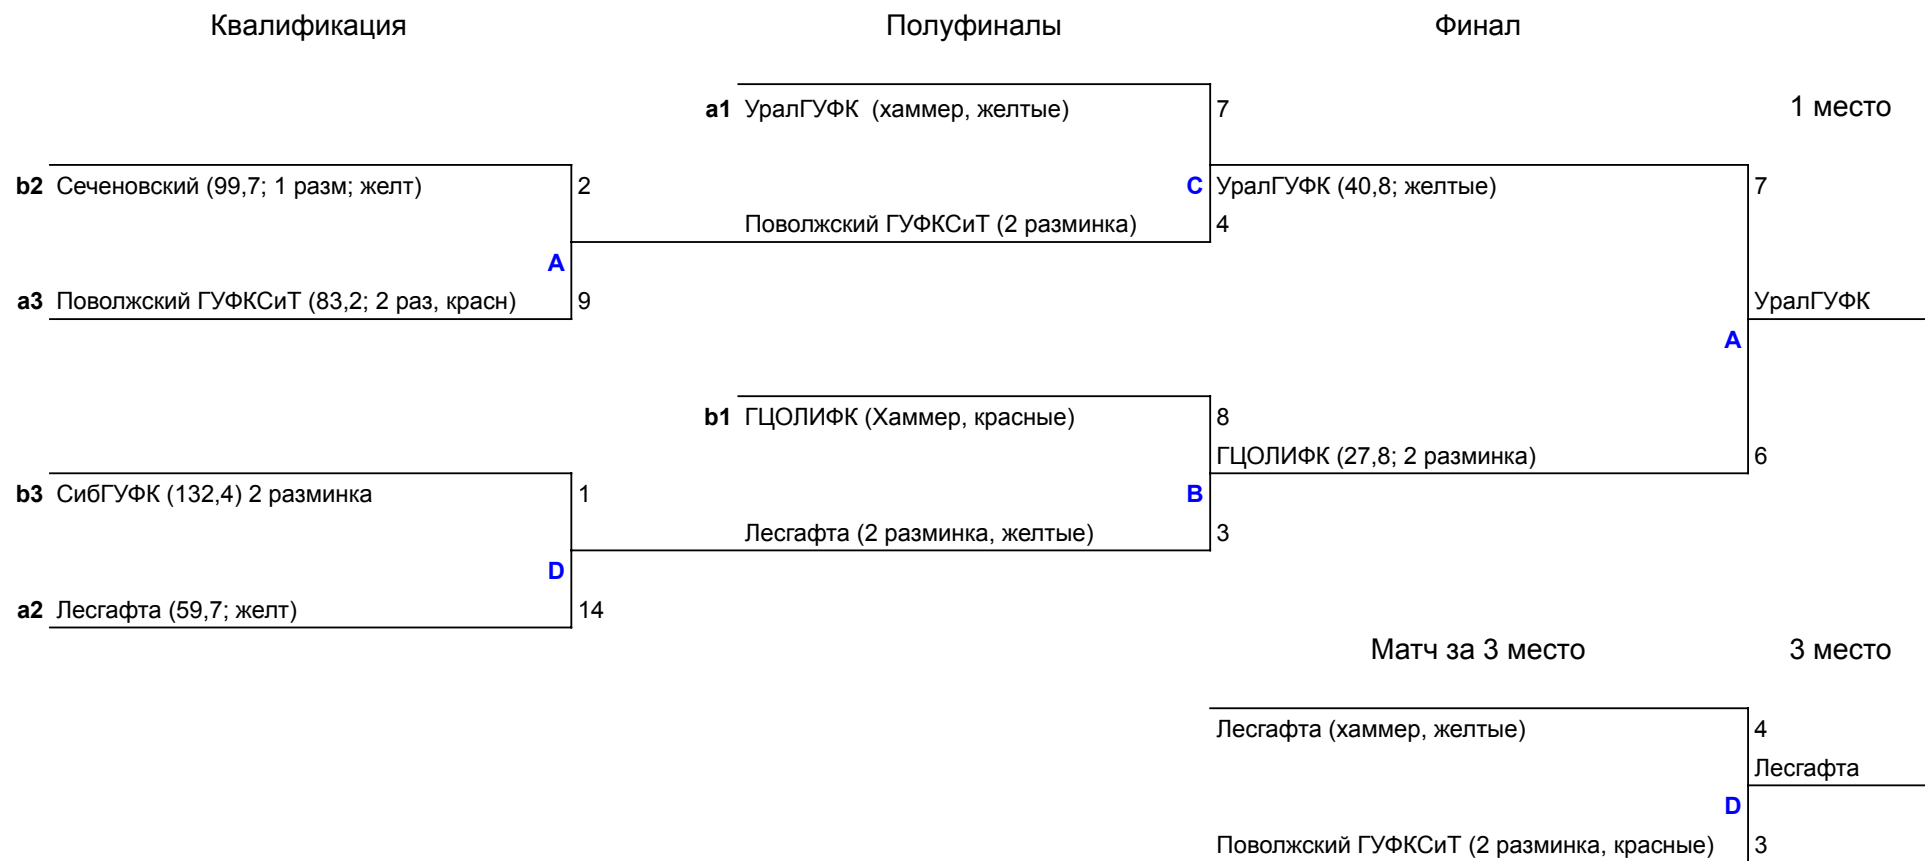 Квалификация
Полуфиналы
Финал
a1 УралГУФК (хаммер, желтые) 7
1 место
b2 Сеченовский (99,7; 1 разм; желт) 2
C УралГУФК (40,8; желтые) 7
Поволжский ГУФКСиТ (2 разминка) 4
A
a3 Поволжский ГУФКСиТ (83,2; 2 раз, красн) 9
УралГУФК
A
b1 ГЦОЛИФК (Хаммер, красные) 8
ГЦОЛИФК (27,8; 2 разминка) 6
b3 СибГУФК (132,4) 2 разминка 1
B
Лесгафта (2 разминка, желтые) 3
D
a2 Лесгафта (59,7; желт) 14
Матч за 3 место
3 место
Лесгафта (хаммер, желтые) 4
Лесгафта
D
Поволжский ГУФКСиТ (2 разминка, красные) 3